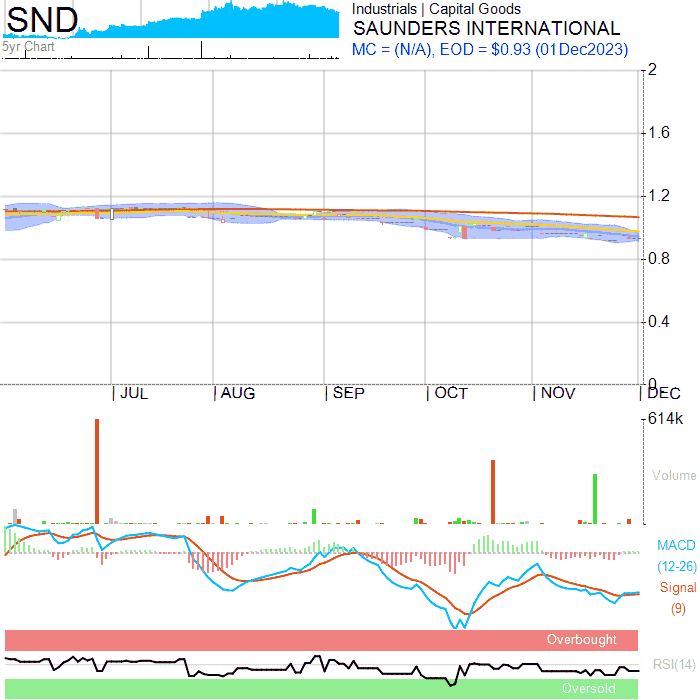 SND
5yr Chart
Industrials | Capital Goods
SAUNDERS INTERNATIONAL
MC = (N/A), EOD = $0.93 (01Dec2023)
2
1.6
1.2
0.8
0.4
0
JUL AUG SEP OCT NOV DEC
614k
Volume
MACD
(12-26)
Signal
(9)
Overbought
RSI(14)
Oversold